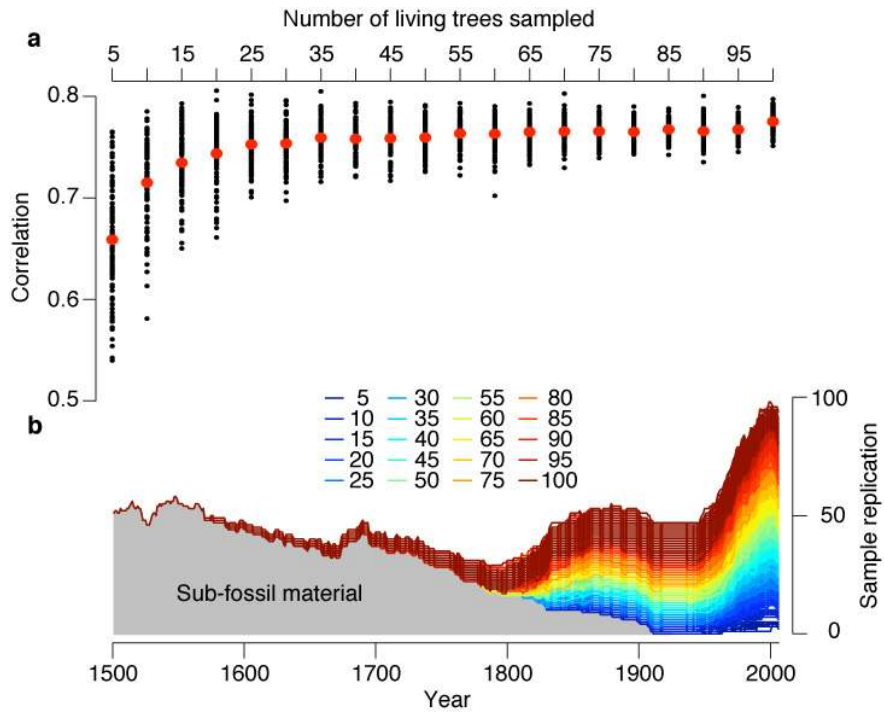 Number of living trees sampled
a
5 15 25 35 45 55 65 75 85 95
0.8
0.7
0.6
0.5
Correlation
b
5 30 55 80
10 35 60 85
15 40 65 90
20 45 70 95
25 50 75 100
100
50
0
Sample replication
Sub-fossil material
1500 1600 1700 1800 1900 2000
Year